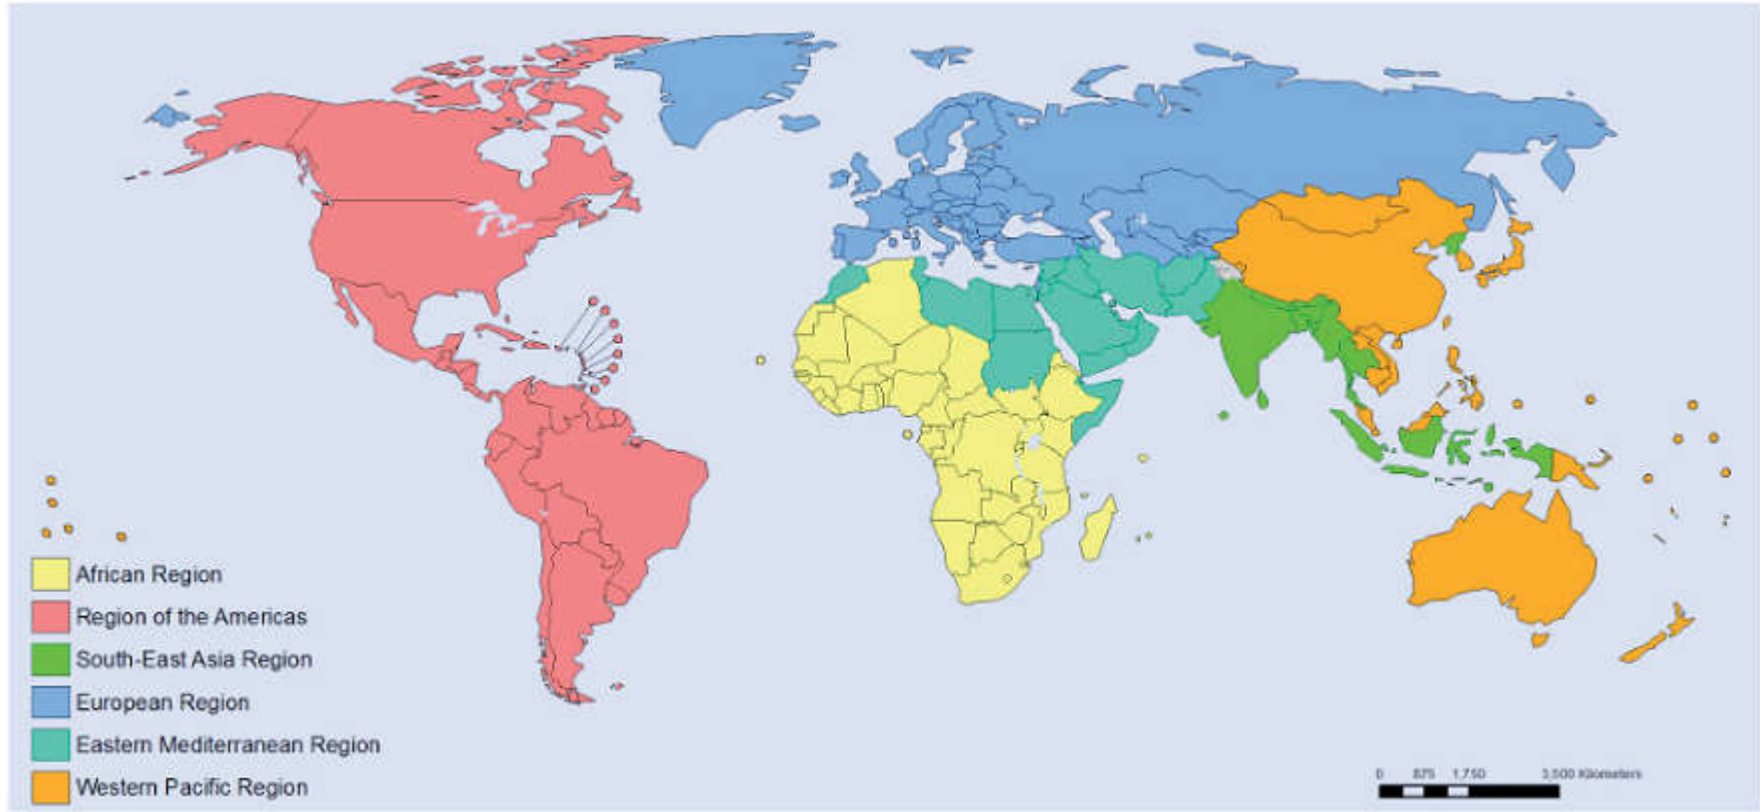 African Region
Region of the Americas
South-East Asia Region
European Region
Eastern Mediterranean Region
Western Pacific Region
0 875 1,750 3,500 Kilometers